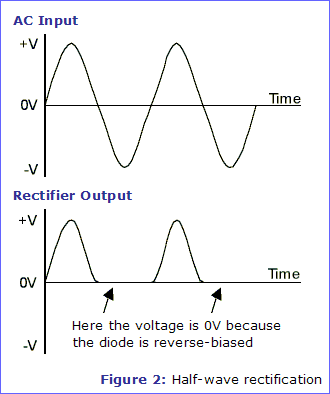 AC Input
+V
0V
Time
-V
Rectifier Output
+V
0V
Time
Here the voltage is 0V because
the diode is reverse-biased
-V
Figure 2: Half-wave rectification